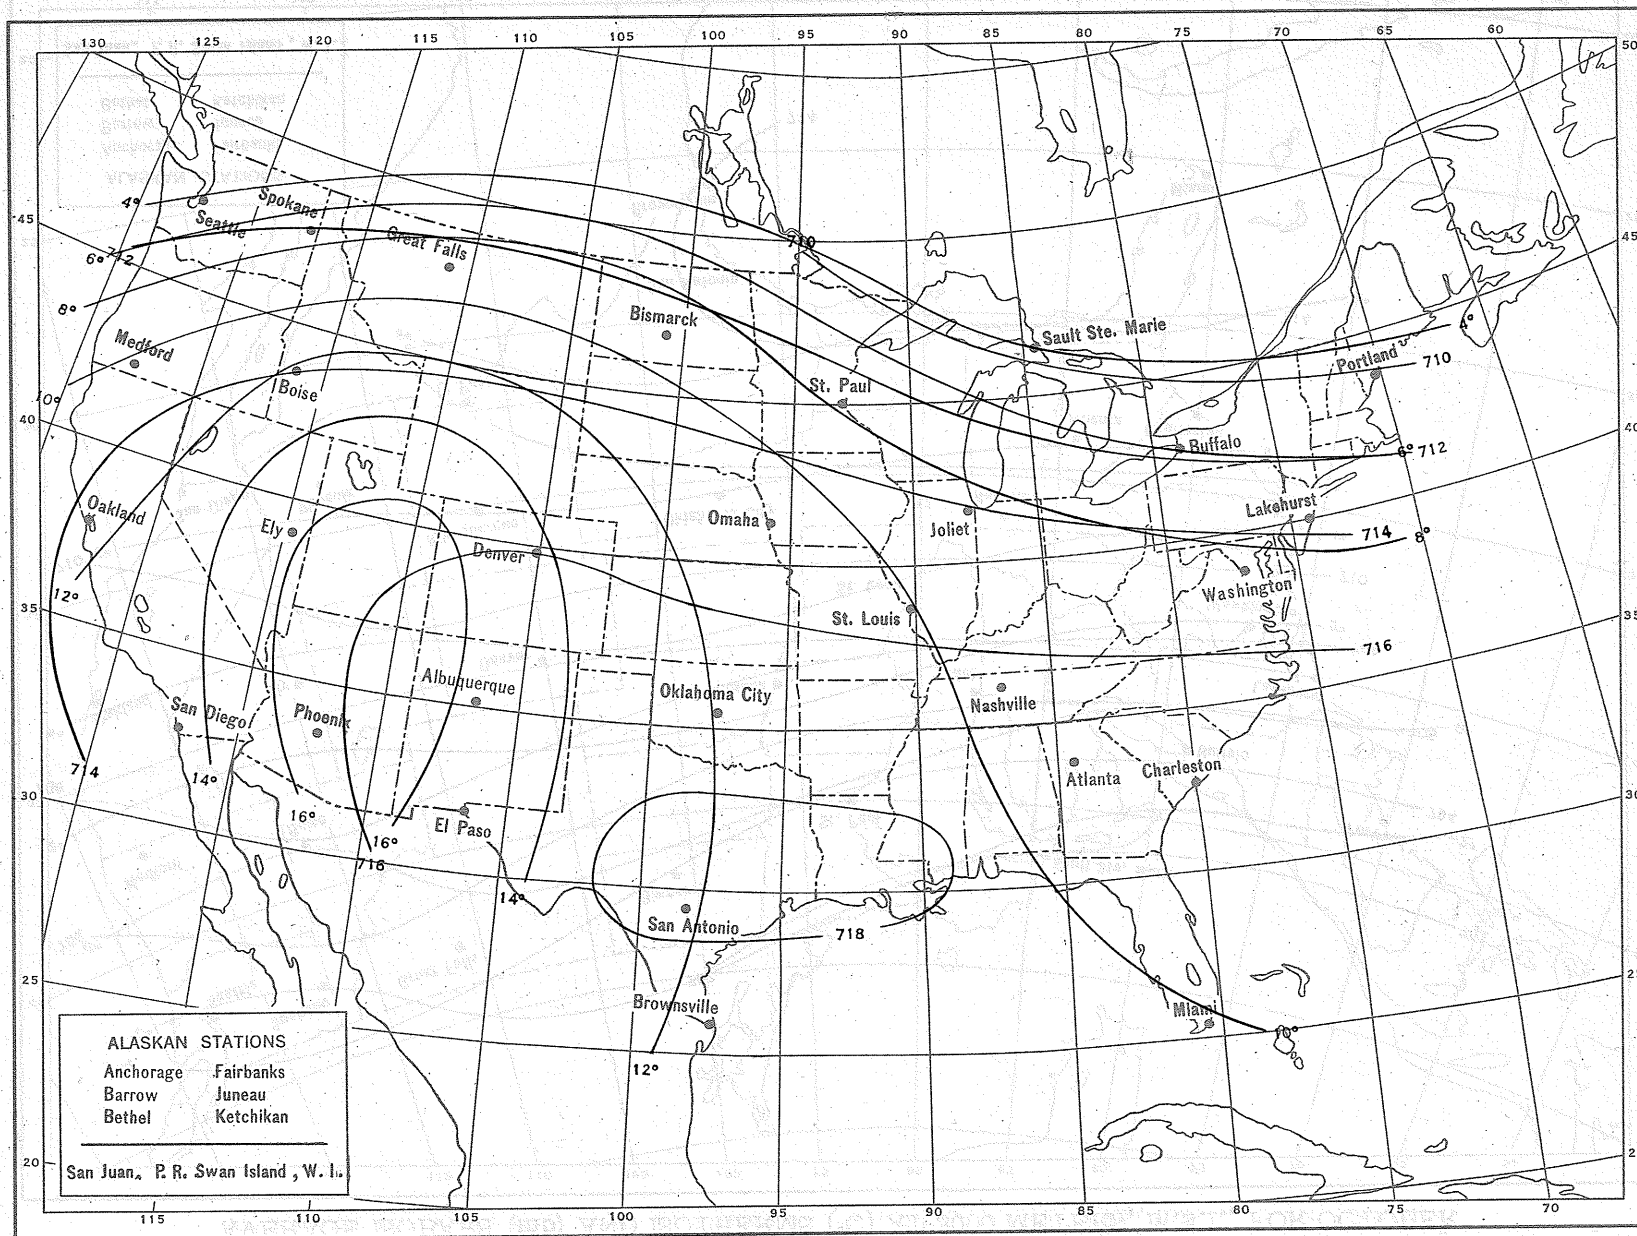 130 125 120 115 110 105 100 95 90 85 80 75 70 65 60
50
4°
45
Seattle
Spokane
Great Falls
710
45
6° 712
8°
Bismarck
Sault Ste. Marie
4°
710
Portland
Medford
Boise
St. Paul
10°
40
40
Buffalo
6° 712
Oakland
Ely
Denver
Omaha
Joliet
Lakehurst
714
8°
12°
Washington
35
35
St. Louis
716
Albuquerque
Oklahoma City
Nashville
San Diego
Phoenix
714
14°
Atlanta
Charleston
30
30
16°
El Paso
16°
716
14°
San Antonio
718
25
Brownsville
Miami
10°
12°
ALASKAN STATIONS
Anchorage Fairbanks
Barrow Juneau
Bethel Ketchikan
20
San Juan, P. R. Swan Island, W. I.
115 110 105 100 95 90 85 80 75 70